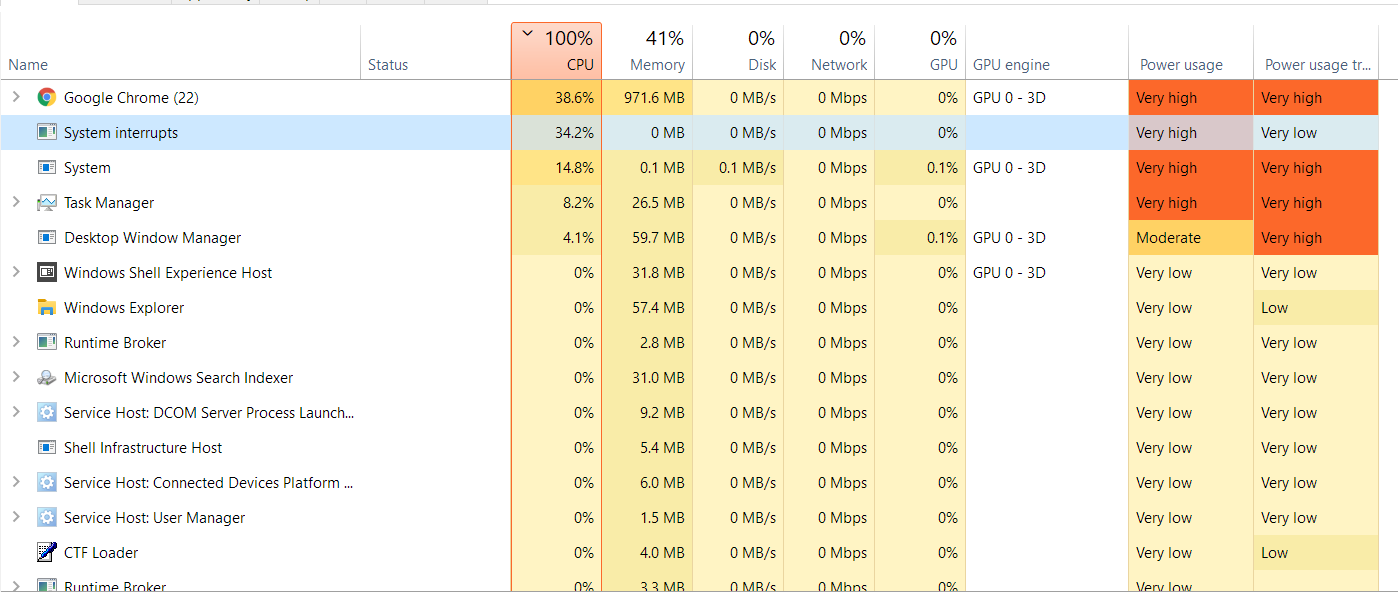 100% 41% 0% 0% 0%
Name Status CPU Memory Disk Network GPU GPU engine Power usage Power usage tr...
Google Chrome (22) 38.6% 971.6 MB 0 MB/s 0 Mbps 0% GPU 0 - 3D Very high Very high
System interrupts 34.2% 0 MB 0 MB/s 0 Mbps 0% Very high Very low
System 14.8% 0.1 MB 0.1 MB/s 0 Mbps 0.1% GPU 0 - 3D Very high Very high
Task Manager 8.2% 26.5 MB 0 MB/s 0 Mbps 0% Very high Very high
Desktop Window Manager 4.1% 59.7 MB 0 MB/s 0 Mbps 0.1% GPU 0 - 3D Moderate Very high
Windows Shell Experience Host 0% 31.8 MB 0 MB/s 0 Mbps 0% GPU 0 - 3D Very low Very low
Windows Explorer 0% 57.4 MB 0 MB/s 0 Mbps 0% Very low Low
Runtime Broker 0% 2.8 MB 0 MB/s 0 Mbps 0% Very low Very low
Microsoft Windows Search Indexer 0% 31.0 MB 0 MB/s 0 Mbps 0% Very low Very low
Service Host: DCOM Server Process Launch... 0% 9.2 MB 0 MB/s 0 Mbps 0% Very low Very low
Shell Infrastructure Host 0% 5.4 MB 0 MB/s 0 Mbps 0% Very low Very low
Service Host: Connected Devices Platform ... 0% 6.0 MB 0 MB/s 0 Mbps 0% Very low Very low
Service Host: User Manager 0% 1.5 MB 0 MB/s 0 Mbps 0% Very low Very low
CTF Loader 0% 4.0 MB 0 MB/s 0 Mbps 0% Very low Low
Runtime Broker 0% 3.3 MB 0 MB/s 0 Mbps 0% Very low Very low